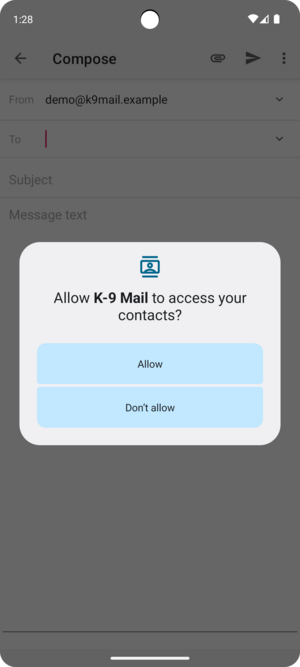 1:28
Compose
From demo@k9mail.example
To
Subject
Message text
Allow K-9 Mail to access your
contacts?
Allow
Don't allow